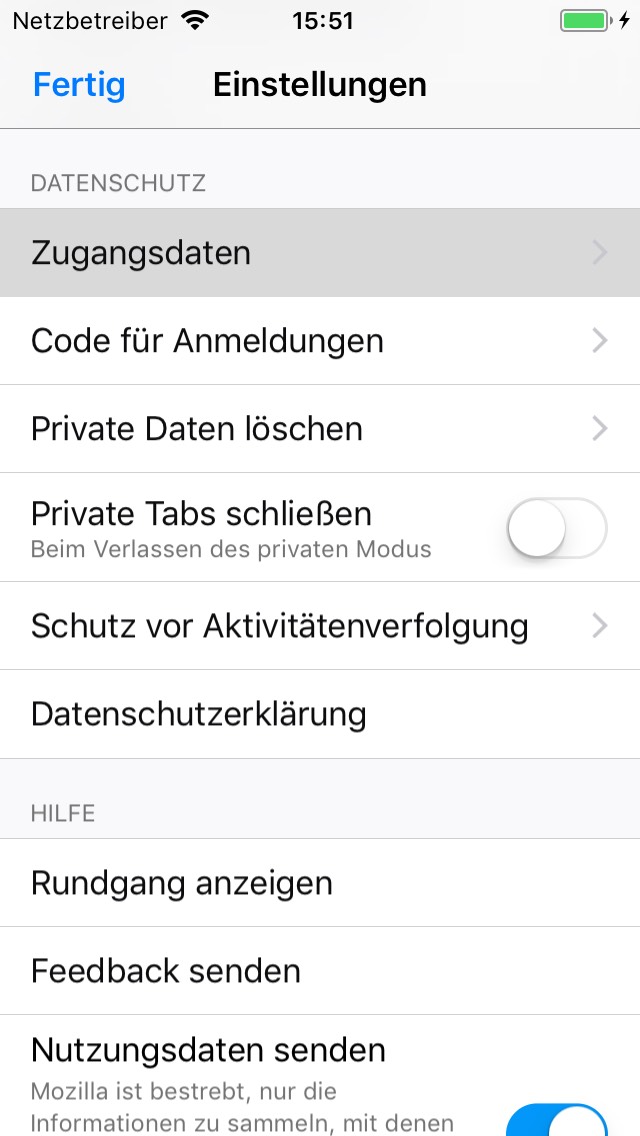 Netzbetreiber 15:51
Fertig Einstellungen
DATENSCHUTZ
Zugangsdaten
Code für Anmeldungen
Private Daten löschen
Private Tabs schließen
Beim Verlassen des privaten Modus
Schutz vor Aktivitätenverfolgung
Datenschutzerklärung
HILFE
Rundgang anzeigen
Feedback senden
Nutzungsdaten senden
Mozilla ist bestrebt, nur die
Informationen zu sammeln, mit denen